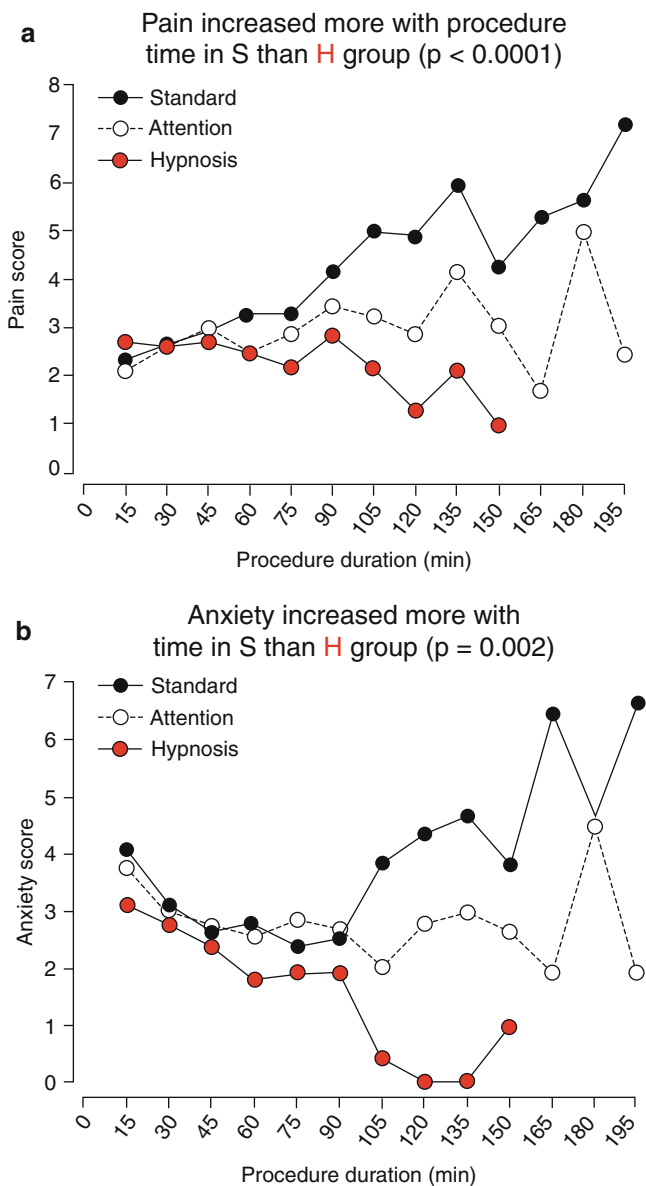 a
Pain increased more with procedure
time in S than H group (p < 0.0001)
8
7
6
5
4
3
2
1
0
Pain score
Standard
Attention
Hypnosis
0
15
30
45
60
75
90
105
120
135
150
165
180
195
Procedure duration (min)
b
Anxiety increased more with
time in S than H group (p = 0.002)
7
6
5
4
3
2
1
0
Anxiety score
Standard
Attention
Hypnosis
0
15
30
45
60
75
90
105
120
135
150
165
180
195
Procedure duration (min)